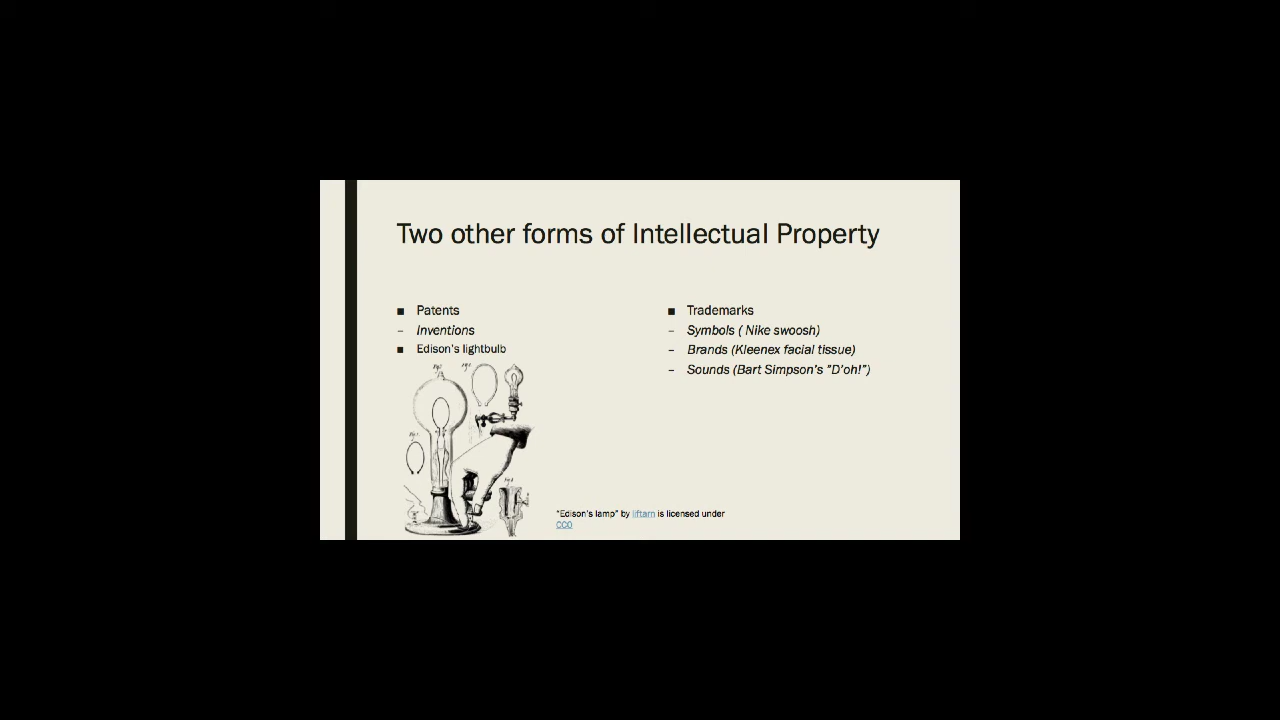 Two other forms of Intellectual Property
■ Patents
– Inventions
■ Edison's lightbulb
■ Trademarks
– Symbols ( Nike swoosh)
– Brands (Kleenex facial tissue)
– Sounds (Bart Simpson's "D'oh!")
"Edison's lamp" by liftarn is licensed under
CC0